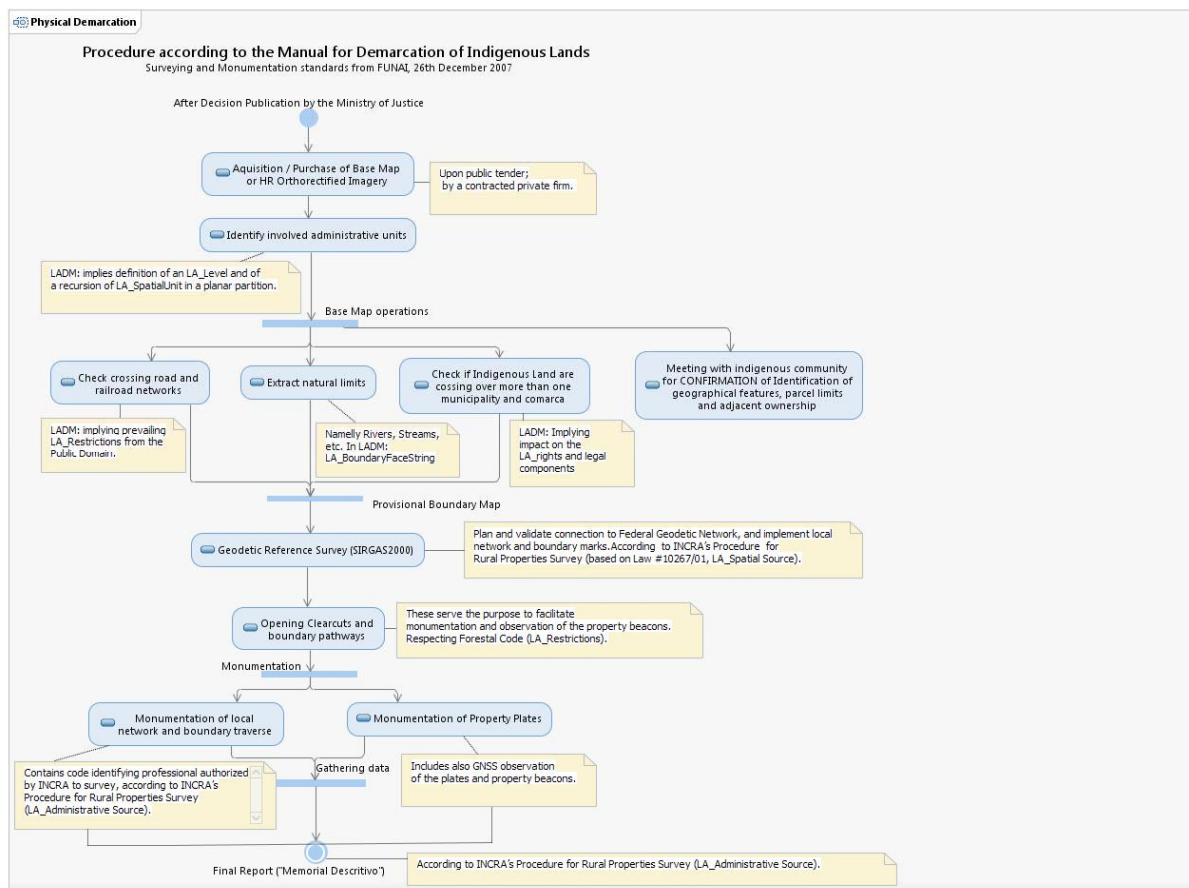 Physical Demarcation
Procedure according to the Manual for Demarcation of Indigenous Lands
Surveying and Monumentation standards from FUNAI, 26th December 2007
After Decision Publication by the Ministry of Justice
Aquisition / Purchase of Base Map
or HR Orthorectified Imagery
Upon public tender;
by a contracted private firm.
Identify involved administrative units
LADM: implies definition of an LA_Level and of
a recursion of LA_SpatialUnit in a planar partition.
Base Map operations
Check crossing road and
railroad networks
Extract natural limits
Check if Indigenous Land are
cossing over more than one
municipality and comarca
Meeting with indigenous community
for CONFIRMATION of Identification of
geographical features, parcel limits
and adjacent ownership
LADM: implying prevailing
LA_Restrictions from the
Public Domain.
Namelly Rivers, Streams,
etc. In LADM:
LA_BoundaryFaceString
LADM: Implying
impact on the
LA_rights and legal
components
Provisional Boundary Map
Geodetic Reference Survey (SIRGAS2000)
Plan and validate connection to Federal Geodetic Network, and implement local
network and boundary marks.According to INCRA's Procedure for
Rural Properties Survey (based on Law #10267/01, LA_Spatial Source).
Opening Clearcuts and
boundary pathways
These serve the purpose to facilitate
monumentation and observation of the property beacons.
Respecting Forestal Code (LA_Restrictions).
Monumentation
Monumentation of local
network and boundary traverse
Monumentation of Property Plates
Gathering data
Contains code identifying professional authorized
by INCRA to survey, according to INCRA's
Procedure for Rural Properties Survey
(LA_Administrative Source).
Includes also GNSS observation
of the plates and property beacons.
Final Report ("Memorial Descritivo")
According to INCRA's Procedure for Rural Properties Survey (LA_Administrative Source).